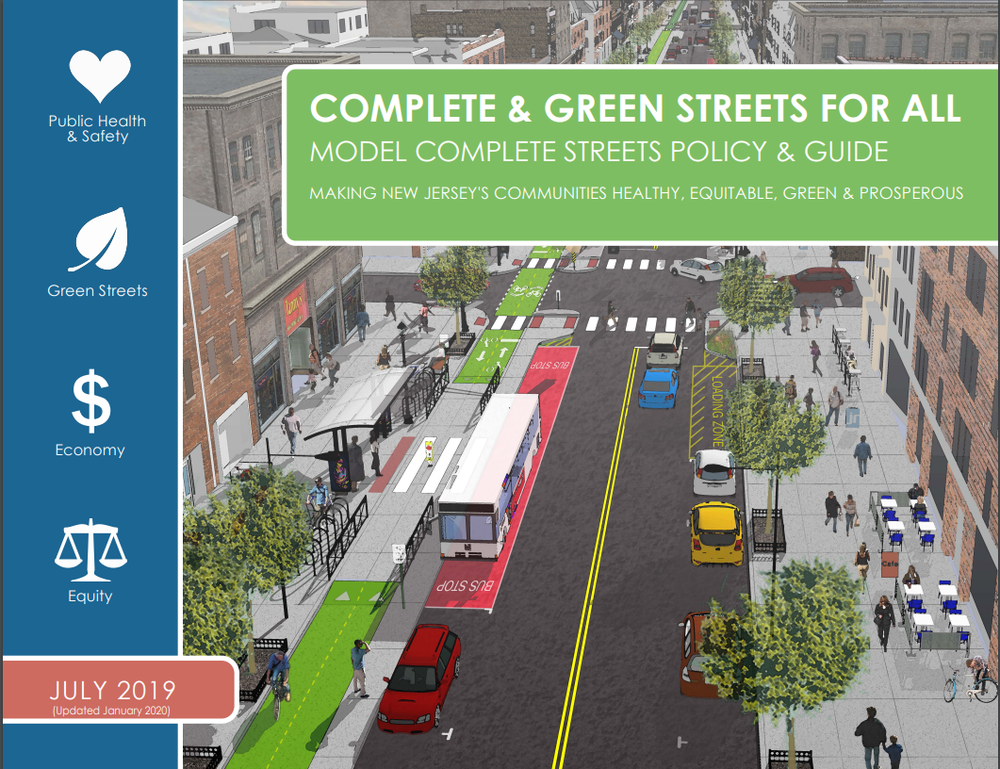 COMPLETE & GREEN STREETS FOR ALL
MODEL COMPLETE STREETS POLICY & GUIDE
MAKING NEW JERSEY'S COMMUNITIES HEALTHY, EQUITABLE, GREEN & PROSPEROUS
Public Health
& Safety
Green Streets
Economy
Equity
JULY 2019
(Updated January 2020)
BUS STOP
LOADING ZONE
BUS STOP
Cafe